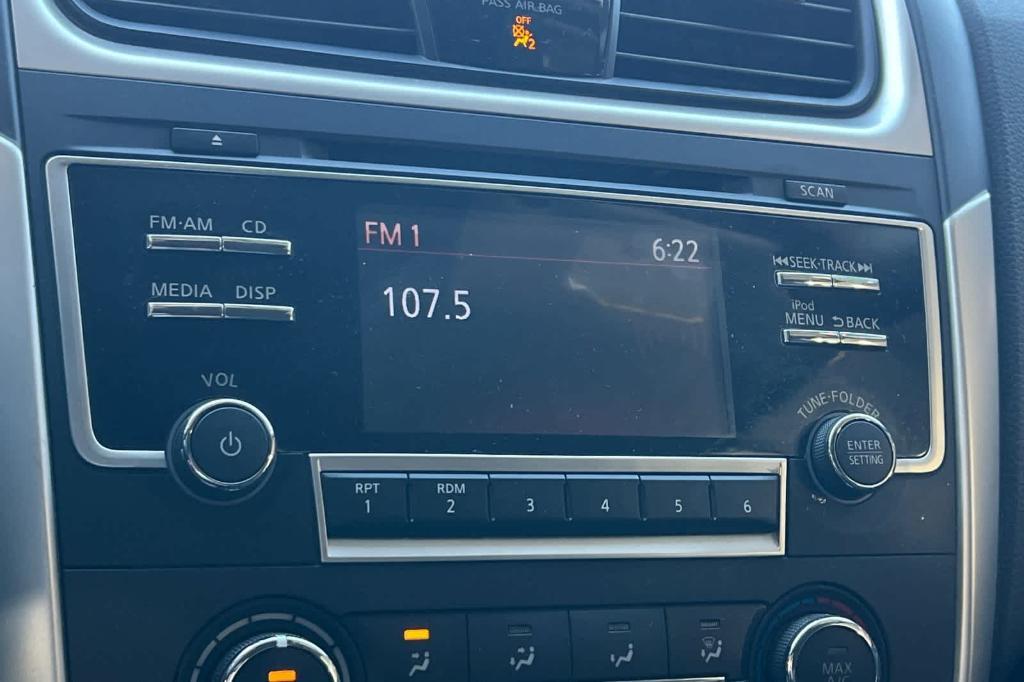 PASS AIR BAG
OFF
2
SCAN
FM·AM CD
FM 1 6:22
SEEK·TRACK
MEDIA DISP
107.5
iPod
MENU BACK
VOL
TUNE·FOLDER
ENTER
SETTING
RPT RDM
1 2 3 4 5 6
MAX
A/C